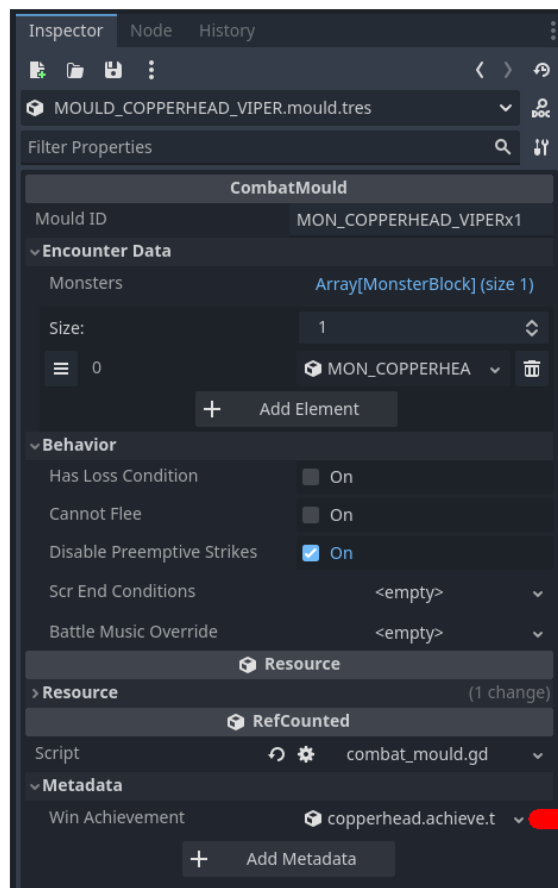 Inspector Node History
MOULD_COPPERHEAD_VIPER.mould.tres
DOC
Filter Properties
CombatMould
Mould ID MON_COPPERHEAD_VIPERx1
Encounter Data
Monsters Array[MonsterBlock] (size 1)
Size: 1
0 MON_COPPERHEA
+ Add Element
Behavior
Has Loss Condition On
Cannot Flee On
Disable Preemptive Strikes On
Scr End Conditions <empty>
Battle Music Override <empty>
Resource
Resource (1 change)
RefCounted
Script combat_mould.gd
Metadata
Win Achievement copperhead.achieve.t
+ Add Metadata